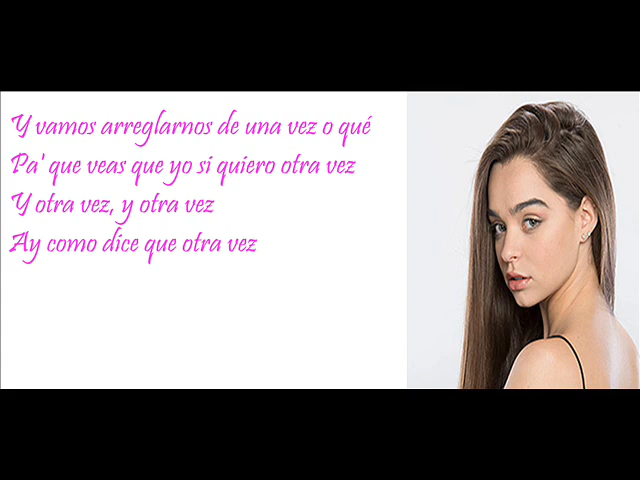 Y vamos arreglarnos de una vez o qué
Pa' que veas que yo si quiero otra vez
Y otra vez, y otra vez
Ay como dice que otra vez